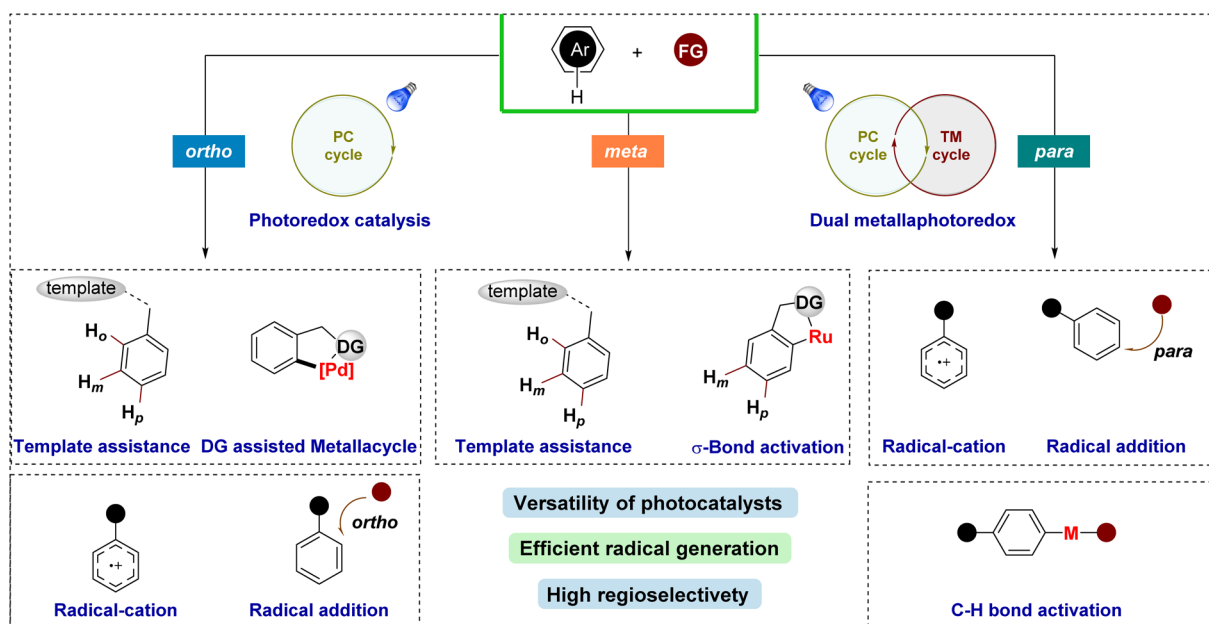 Ar
+
FG
H
PC
cycle
PC
cycle
TM
cycle
ortho
meta
para
Photoredox catalysis
Dual metallaphotoredox
template
Ho
Hm
Hp
DG
[Pd]
Template assistance
DG assisted Metallacycle
template
Ho
Hm
Hp
DG
Ru
Hm
Hp
Template assistance
σ-Bond activation
•+
para
Radical-cation
Radical addition
•+
ortho
Radical-cation
Radical addition
Versatility of photocatalysts
Efficient radical generation
High regioselectivety
M
C-H bond activation